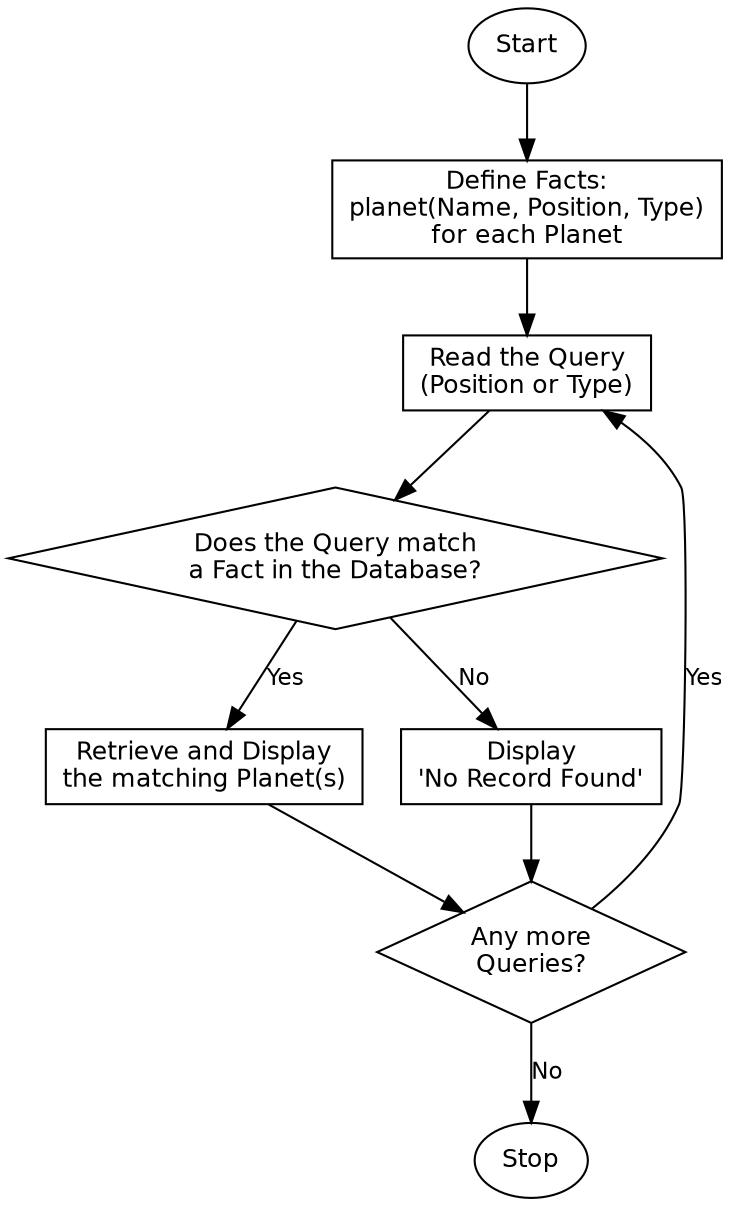 Start
Define Facts:
planet(Name, Position, Type)
for each Planet
Read the Query
(Position or Type)
Does the Query match
a Fact in the Database?
Yes
No
Yes
Retrieve and Display
the matching Planet(s)
Display
'No Record Found'
Any more
Queries?
No
Stop